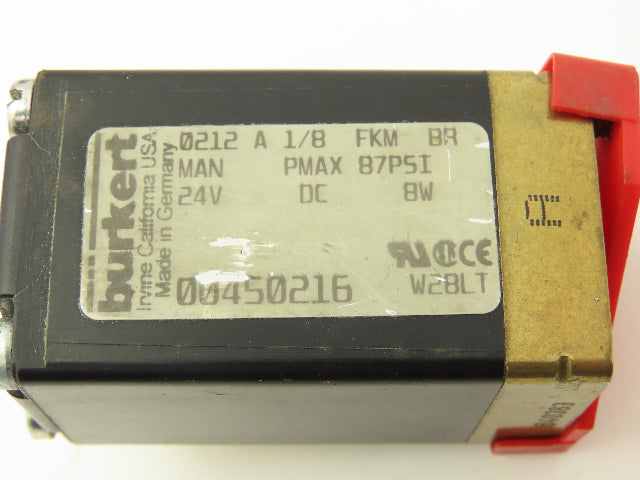 burkert
Irvine California USA
Made in Germany
0212 A 1/8 FKM BR
MAN PMAX 87PSI
24V DC 8W
00450216
W28LT
CE